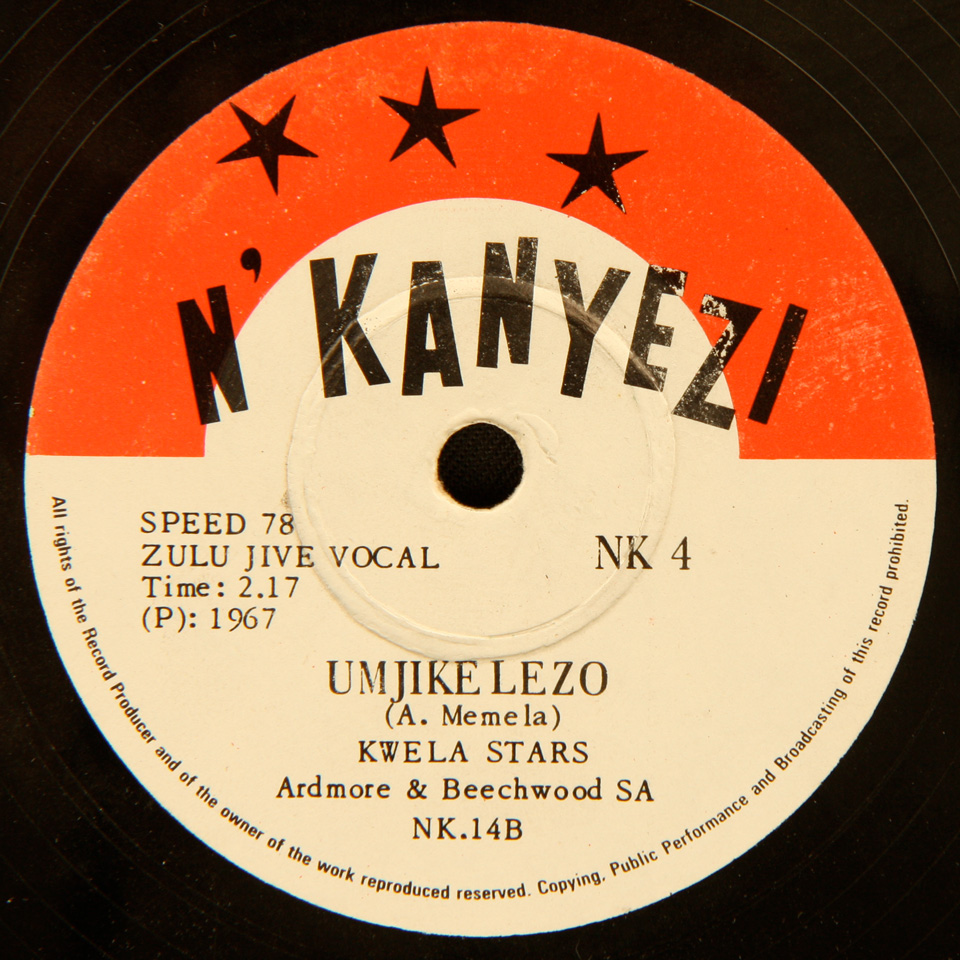 N'KANYEZI
SPEED 78
ZULU JIVE VOCAL
Time: 2.17
(P): 1967
NK 4
UMJIKELEZO
(A. Memela)
KWELA STARS
Ardmore & Beechwood SA
NK.14B
All rights of the Record Producer and of the owner of the work reproduced reserved. Copying, Public Performance and Broadcasting of this record prohibited.